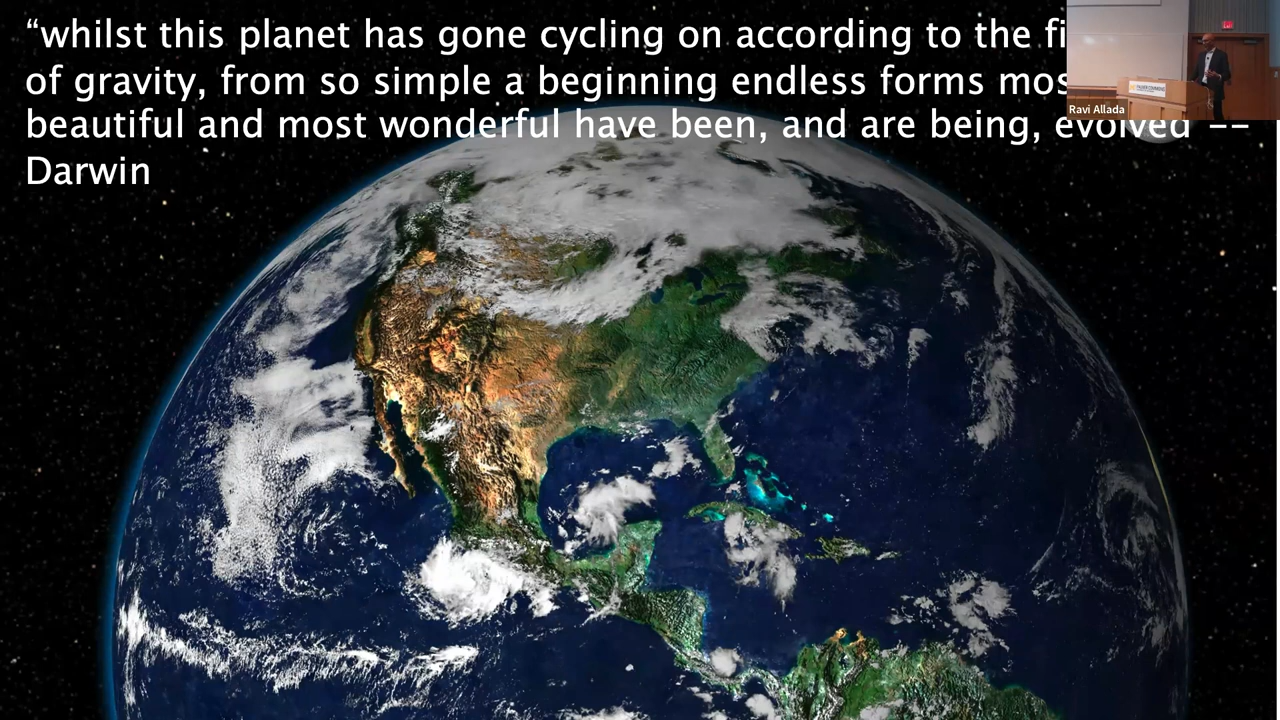 “whilst this planet has gone cycling on according to the
of gravity, from so simple a beginning endless forms
beautiful and most wonderful have been, and are being, evolved --
Darwin
Ravi Allada